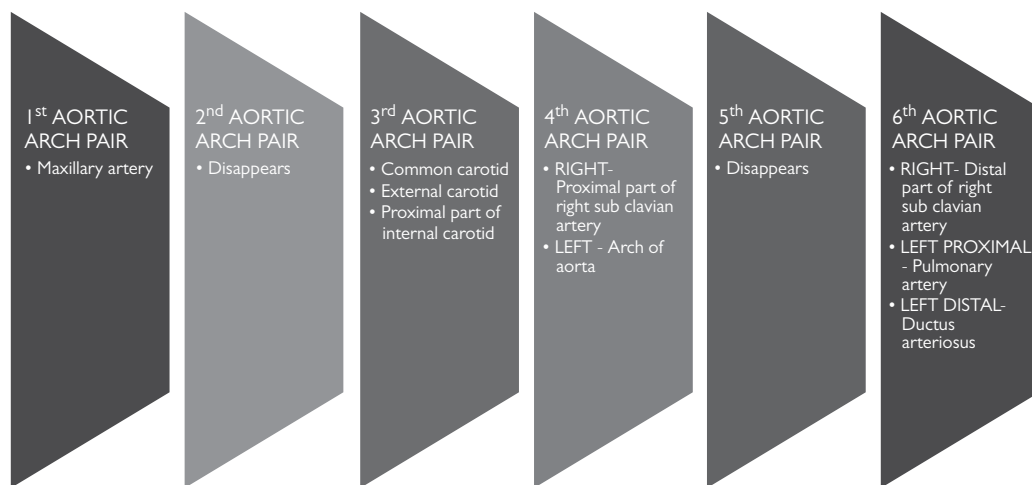 1st AORTIC
ARCH PAIR
• Maxillary artery
2nd AORTIC
ARCH PAIR
• Disappears
3rd AORTIC
ARCH PAIR
• Common carotid
• External carotid
• Proximal part of
internal carotid
4th AORTIC
ARCH PAIR
• RIGHT-
Proximal part of
right sub clavian
artery
• LEFT - Arch of
aorta
5th AORTIC
ARCH PAIR
• Disappears
6th AORTIC
ARCH PAIR
• RIGHT- Distal
part of right
sub clavian
artery
• LEFT PROXIMAL
- Pulmonary
artery
• LEFT DISTAL-
Ductus
arteriosus